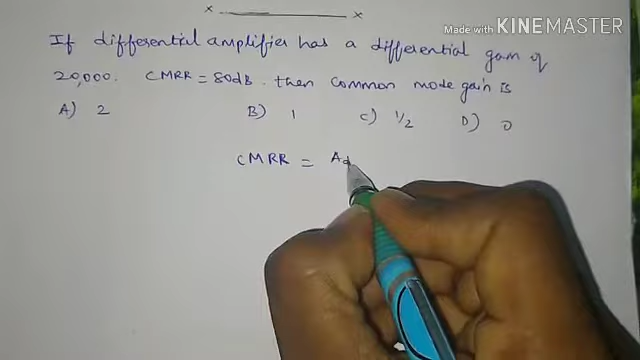 Made with KINEMASTER
x x
If differential amplifier has a differential gain of
20,000. CMRR = 80dB. then common mode gain is
A) 2 B) 1 C) 1/2 D) 0
CMRR = Ad